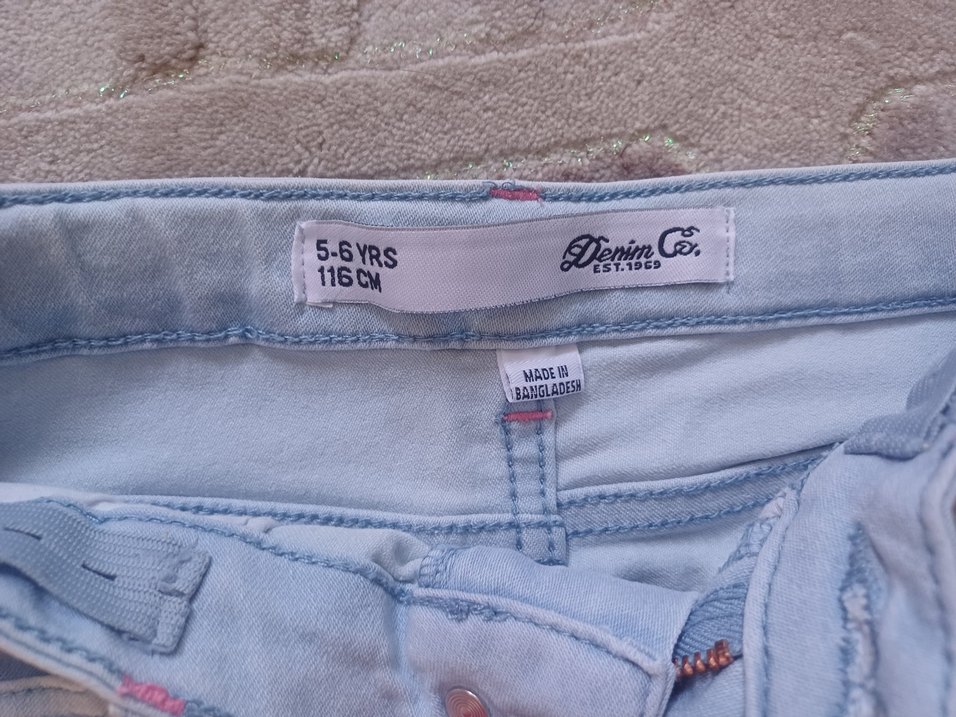 5-6 YRS
116 CM
Denim Co.
EST. 1969
MADE IN
BANGLADESH